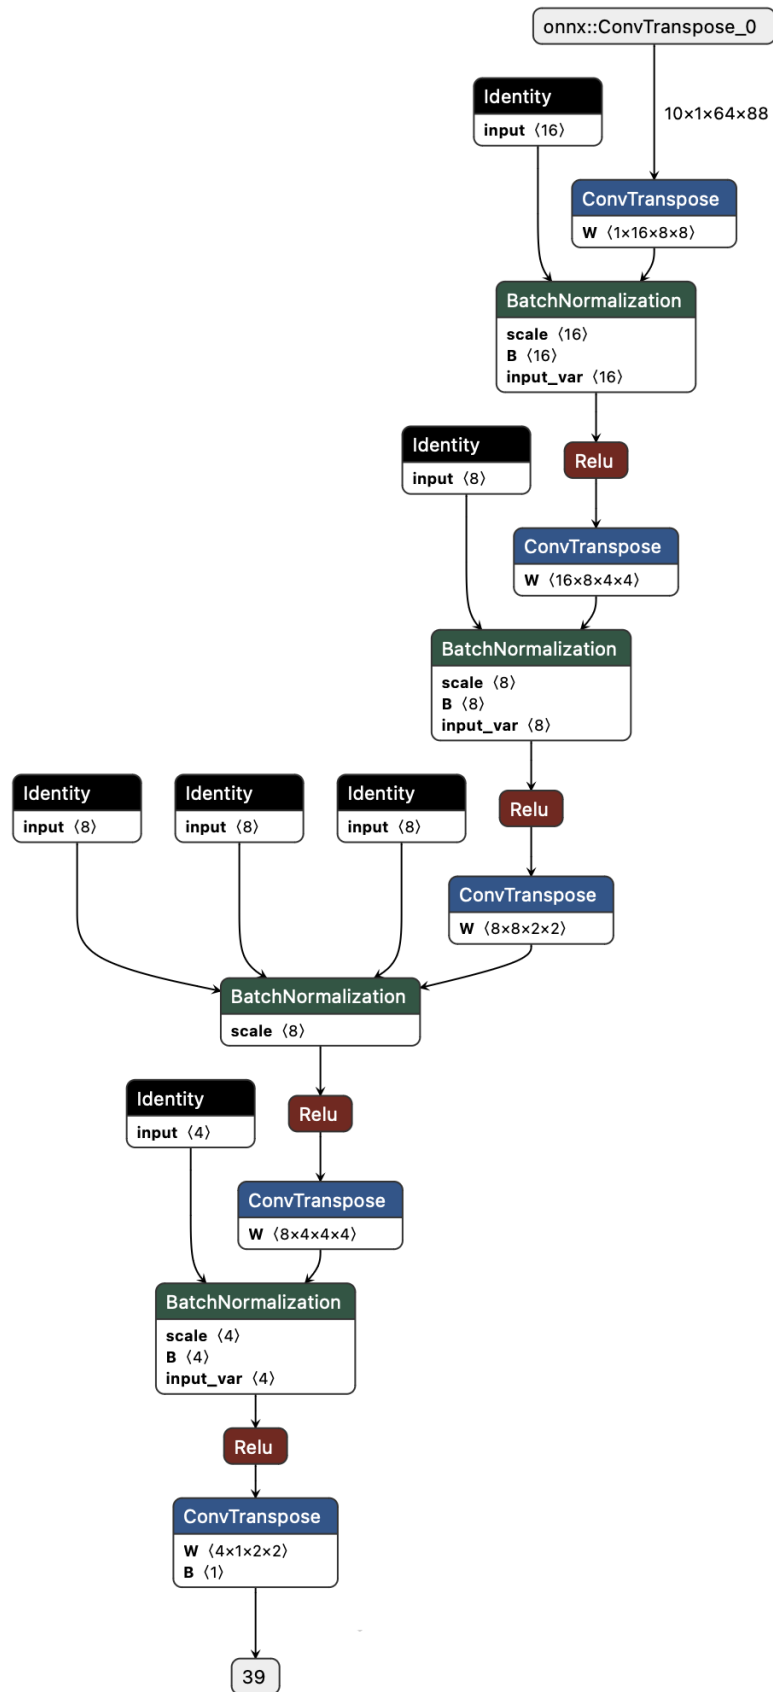 onnx::ConvTranspose_0
10×1×64×88
Identity
input ⟨16⟩
ConvTranspose
W ⟨1×16×8×8⟩
BatchNormalization
scale ⟨16⟩
B ⟨16⟩
input_var ⟨16⟩
Relu
Identity
input ⟨8⟩
ConvTranspose
W ⟨16×8×4×4⟩
BatchNormalization
scale ⟨8⟩
B ⟨8⟩
input_var ⟨8⟩
Relu
Identity
input ⟨8⟩
Identity
input ⟨8⟩
Identity
input ⟨8⟩
ConvTranspose
W ⟨8×8×2×2⟩
BatchNormalization
scale ⟨8⟩
Relu
Identity
input ⟨4⟩
ConvTranspose
W ⟨8×4×4×4⟩
BatchNormalization
scale ⟨4⟩
B ⟨4⟩
input_var ⟨4⟩
Relu
ConvTranspose
W ⟨4×1×2×2⟩
B ⟨1⟩
39